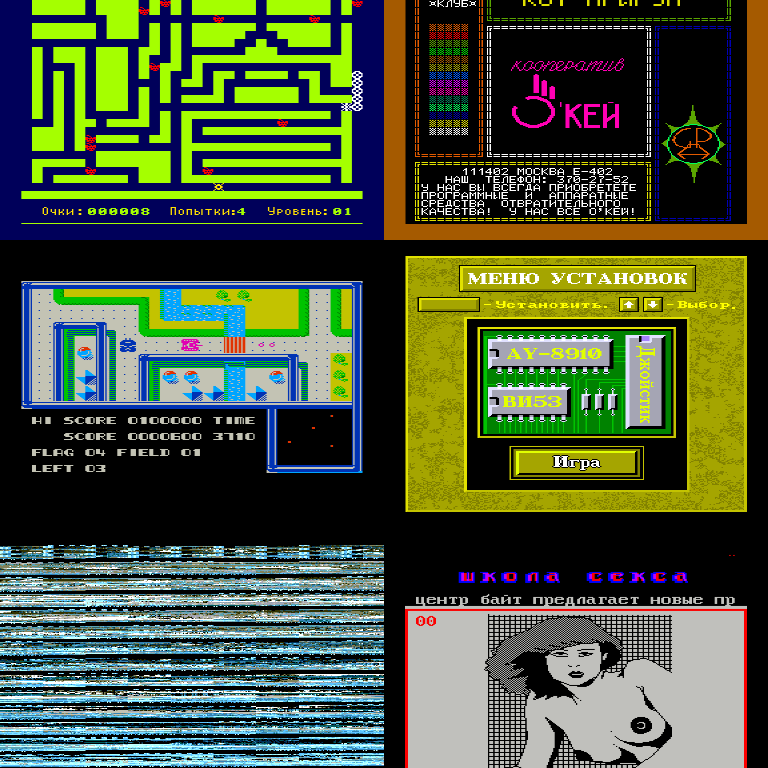 Очки:000008 Попытки:4 Уровень:01
*КЛУБ*
кооператив
О'КЕЙ
111402 МОСКВА Е-402
НАШ ТЕЛЕФОН: 370-27-52
У НАС ВЫ ВСЕГДА ПРИОБРЕТЕТЕ
ПРОГРАММНЫЕ И АППАРАТНЫЕ
СРЕДСТВА ОТВРАТИТЕЛЬНОГО
КАЧЕСТВА! У НАС ВСЕ О'КЕЙ!
HI SCORE 0100000 TIME
SCORE 0000600 3710
FLAG 04 FIELD 01
LEFT 03
МЕНЮ УСТАНОВОК
-Установить. -Выбор.
AY-8910
Джойстик
ВИ53
Игра
школа секса
центр байт предлагает новые пр
00